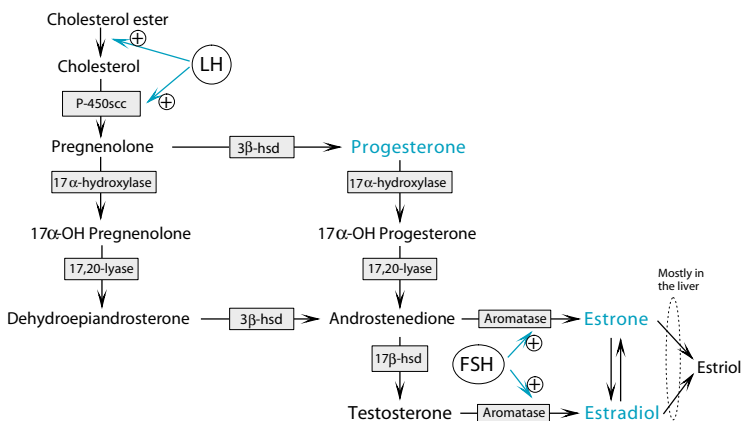 Cholesterol ester
+
LH
Cholesterol
P-450scc
+
Pregnenolone
3β-hsd
Progesterone
17α-hydroxylase
17α-hydroxylase
17α-OH Pregnenolone
17α-OH Progesterone
17,20-lyase
17,20-lyase
Mostly in
the liver
Dehydroepiandrosterone
3β-hsd
Androstenedione
Aromatase
Estrone
+
17β-hsd
FSH
Estriol
+
Testosterone
Aromatase
Estradiol